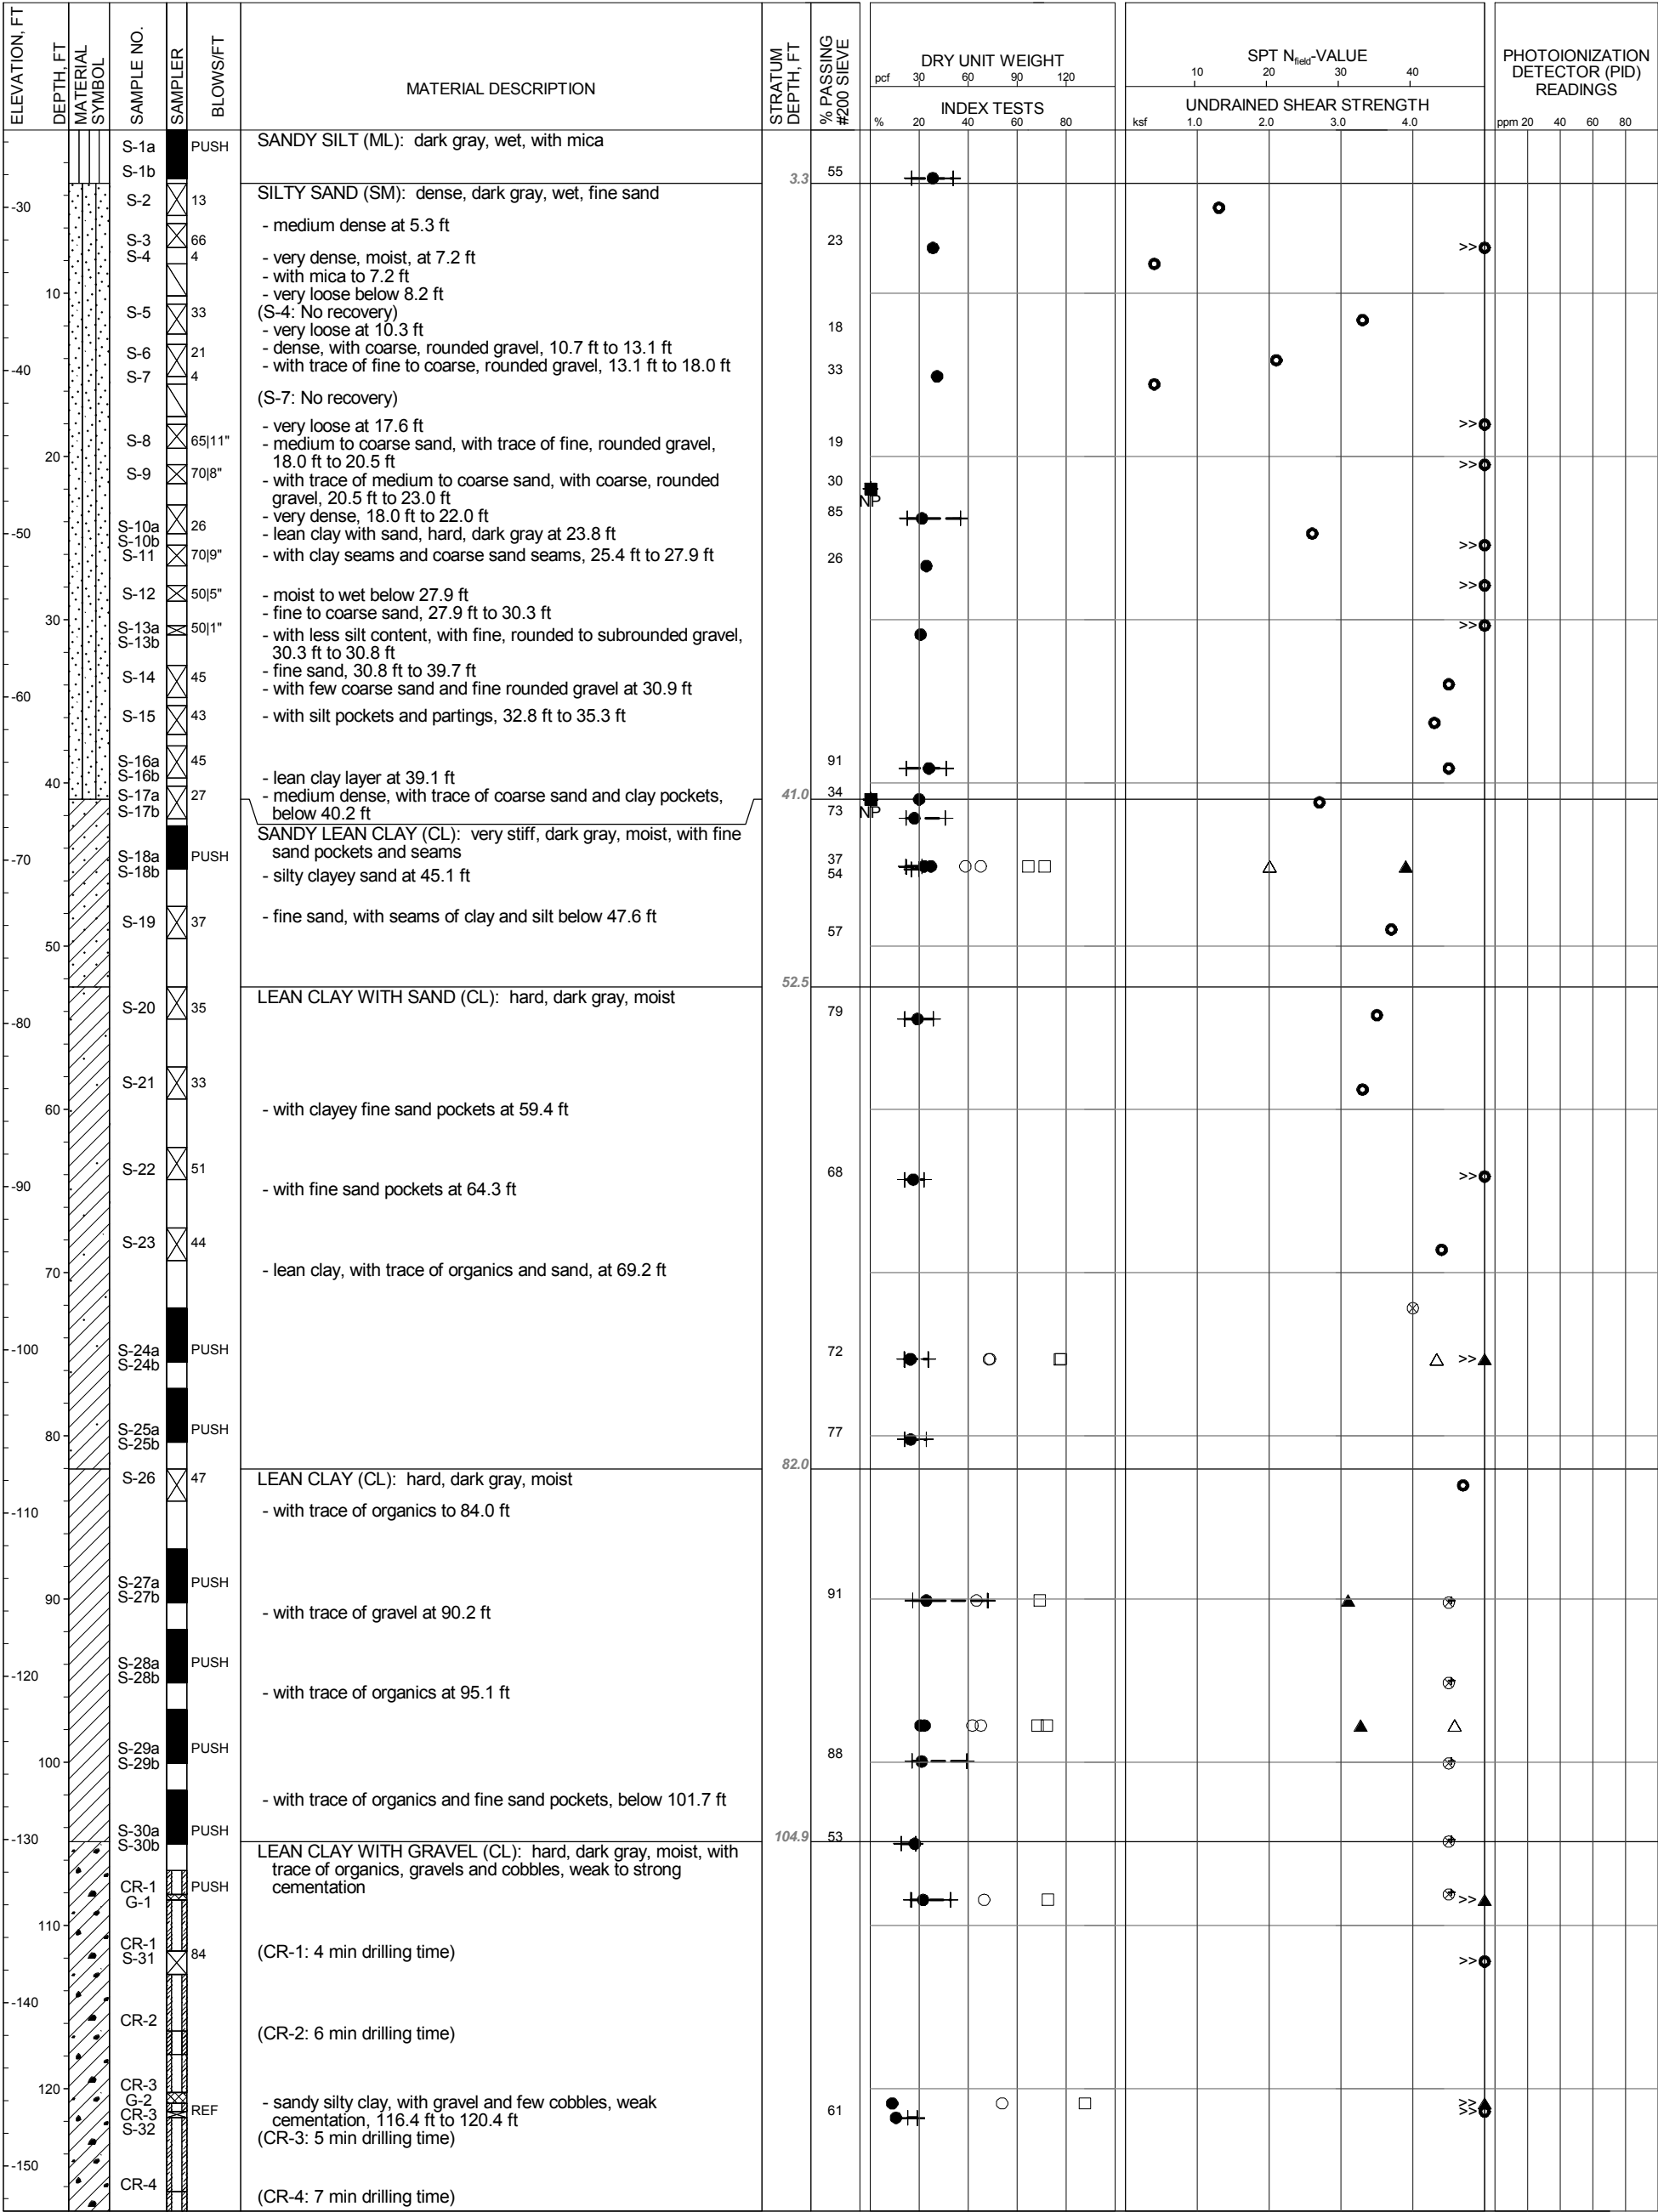 ELEVATION, FT
DEPTH, FT
MATERIAL SYMBOL
SAMPLE NO.
SAMPLER
BLOWS/FT
MATERIAL DESCRIPTION
STRATUM DEPTH, FT
% PASSING #200 SIEVE
DRY UNIT WEIGHT
pcf 30 60 90 120
INDEX TESTS
% 20 40 60 80
SPT Nfield-VALUE
10 20 30 40
UNDRAINED SHEAR STRENGTH
ksf 1.0 2.0 3.0 4.0
PHOTOIONIZATION DETECTOR (PID) READINGS
ppm 20 40 60 80
S-1a PUSH SANDY SILT (ML): dark gray, wet, with mica
S-1b 55
3.3
-30 S-2 13 SILTY SAND (SM): dense, dark gray, wet, fine sand
- medium dense at 5.3 ft
S-3 66 23 >>
S-4 4 - very dense, moist, at 7.2 ft
- with mica to 7.2 ft
10 - very loose below 8.2 ft
S-5 33 (S-4: No recovery)
- very loose at 10.3 ft 18
S-6 21 - dense, with coarse, rounded gravel, 10.7 ft to 13.1 ft
-40 S-7 4 - with trace of fine to coarse, rounded gravel, 13.1 ft to 18.0 ft 33
(S-7: No recovery)
- very loose at 17.6 ft >>
S-8 65|11" - medium to coarse sand, with trace of fine, rounded gravel, 19
20 18.0 ft to 20.5 ft >>
S-9 70|8" - with trace of medium to coarse sand, with coarse, rounded 30
gravel, 20.5 ft to 23.0 ft NP
- very dense, 18.0 ft to 22.0 ft 85
-50 S-10a 26 - lean clay with sand, hard, dark gray at 23.8 ft
S-10b
S-11 70|9" - with clay seams and coarse sand seams, 25.4 ft to 27.9 ft 26 >>
S-12 50|5" - moist to wet below 27.9 ft >>
30 - fine to coarse sand, 27.9 ft to 30.3 ft
S-13a 50|1" - with less silt content, with fine, rounded to subrounded gravel, >>
S-13b 30.3 ft to 30.8 ft
S-14 45 - fine sand, 30.8 ft to 39.7 ft
-60 - with few coarse sand and fine rounded gravel at 30.9 ft
S-15 43 - with silt pockets and partings, 32.8 ft to 35.3 ft
S-16a 45 91
S-16b - lean clay layer at 39.1 ft
40 S-17a 27 - medium dense, with trace of coarse sand and clay pockets, 41.0 34
S-17b below 40.2 ft 73 NP
SANDY LEAN CLAY (CL): very stiff, dark gray, moist, with fine
-70 S-18a PUSH sand pockets and seams 37
S-18b - silty clayey sand at 45.1 ft 54
S-19 37 - fine sand, with seams of clay and silt below 47.6 ft
50 57
52.5
-80 S-20 35 LEAN CLAY WITH SAND (CL): hard, dark gray, moist 79
S-21 33
60 - with clayey fine sand pockets at 59.4 ft
S-22 51 68 >>
-90 - with fine sand pockets at 64.3 ft
S-23 44
70 - lean clay, with trace of organics and sand, at 69.2 ft
-100 S-24a PUSH 72 >>
S-24b
S-25a PUSH 77
80 S-25b
82.0
S-26 47 LEAN CLAY (CL): hard, dark gray, moist
-110 - with trace of organics to 84.0 ft
S-27a PUSH 91
90 S-27b
- with trace of gravel at 90.2 ft
S-28a PUSH
-120 S-28b
- with trace of organics at 95.1 ft
S-29a PUSH 88
100 S-29b
- with trace of organics and fine sand pockets, below 101.7 ft
-130 S-30a PUSH 104.9 53
S-30b LEAN CLAY WITH GRAVEL (CL): hard, dark gray, moist, with
trace of organics, gravels and cobbles, weak to strong
CR-1 PUSH cementation
G-1 >>
110
CR-1
S-31 84 (CR-1: 4 min drilling time) >>
-140
CR-2 (CR-2: 6 min drilling time)
120 CR-3
G-2 - sandy silty clay, with gravel and few cobbles, weak >>
CR-3 REF cementation, 116.4 ft to 120.4 ft 61 >>
S-32 (CR-3: 5 min drilling time)
-150
CR-4 (CR-4: 7 min drilling time)